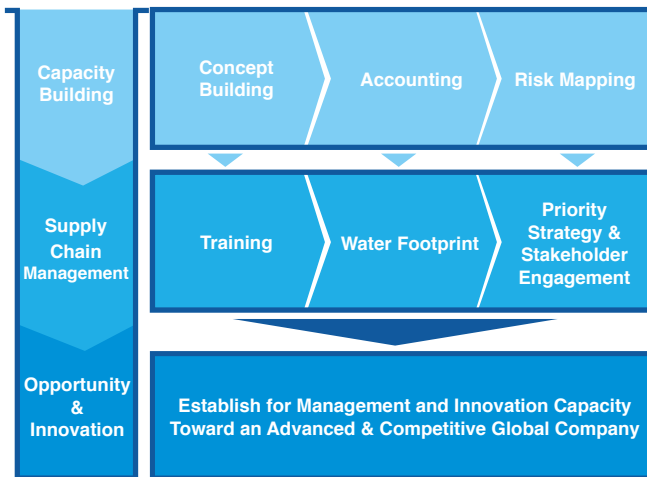 Capacity
Building
Concept
Building
Accounting
Risk Mapping
Supply
Chain
Management
Training
Water Footprint
Priority
Strategy &
Stakeholder
Engagement
Opportunity
&
Innovation
Establish for Management and Innovation Capacity
Toward an Advanced & Competitive Global Company